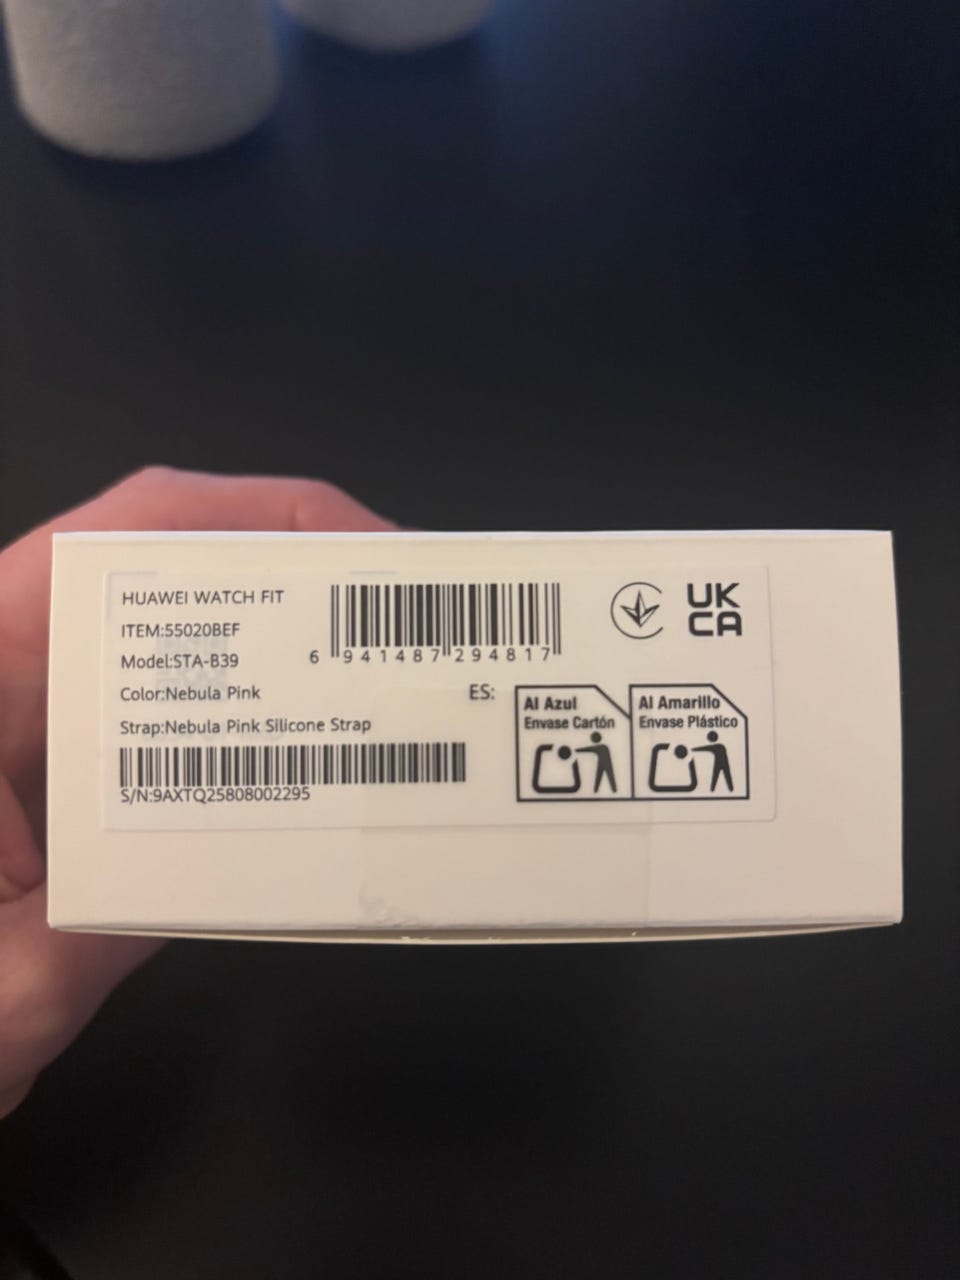 HUAWEI WATCH FIT
ITEM:55020BEF
Model:STA-B39
Color:Nebula Pink
Strap:Nebula Pink Silicone Strap
S/N:9AXTQ25808002295
6 941487 294817
UK
CA
ES:
Al Azul
Envase Cartón
Al Amarillo
Envase Plástico